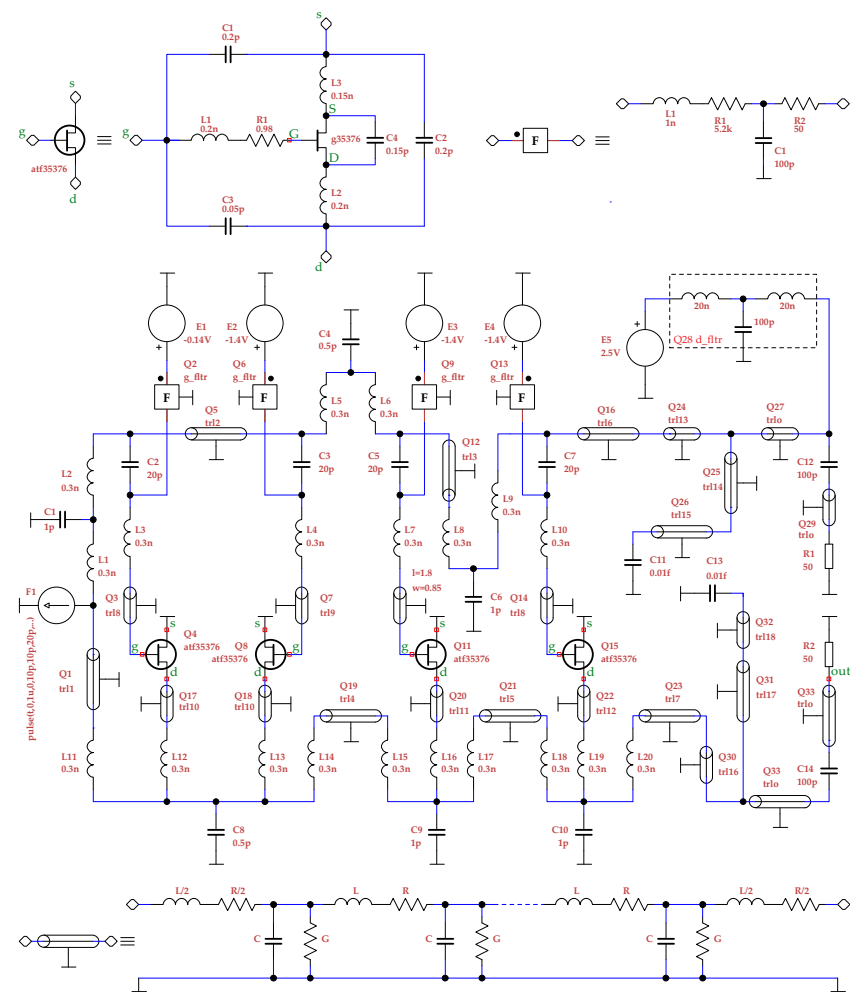 s
C1
0.2p
s
L3
0.15n
S
g
L1
0.2n
R1
0.98
G
g
g35376
C4
0.15p
C2
0.2p
atf35376
D
L2
0.2n
C3
0.05p
d
d
F
L1
1n
R1
5.2k
R2
50
C1
100p
E1
-0.14V
E2
-1.4V
C4
0.5p
E3
-1.4V
E4
-1.4V
E5
2.5V
20n
20n
100p
Q28 d_fltr
Q2
g_fltr
Q6
g_fltr
Q9
g_fltr
Q13
g_fltr
F
F
F
F
L5
0.3n
L6
0.3n
Q5
trl2
Q12
trl3
Q16
trl6
Q24
trl13
Q27
trlo
L2
0.3n
C2
20p
C3
20p
C5
20p
C7
20p
C12
100p
Q25
trl14
L9
0.3n
C1
1p
L3
0.3n
L4
0.3n
L7
0.3n
L8
0.3n
L10
0.3n
Q26
trl15
Q29
trlo
L1
0.3n
C11
0.01f
C13
0.01f
R1
50
F1
pulse(t,0,1u,0,10p,10p,20p,...)
Q3
trl8
Q7
trl9
l=1.8
w=0.85
C6
1p
Q14
trl8
s
s
s
s
Q4
atf35376
Q8
atf35376
Q11
atf35376
Q15
atf35376
g
g
g
g
d
d
d
d
Q32
trl18
R2
50
out
Q1
trl1
Q17
trl10
Q18
trl10
Q19
trl4
Q20
trl11
Q21
trl5
Q22
trl12
Q23
trl7
Q31
trl17
Q33
trlo
L11
0.3n
L12
0.3n
L13
0.3n
L14
0.3n
L15
0.3n
L16
0.3n
L17
0.3n
L18
0.3n
L19
0.3n
L20
0.3n
Q30
trl16
Q33
trlo
C14
100p
C8
0.5p
C9
1p
C10
1p
L/2
R/2
L
R
L
R
L/2
R/2
C
G
C
G
C
G